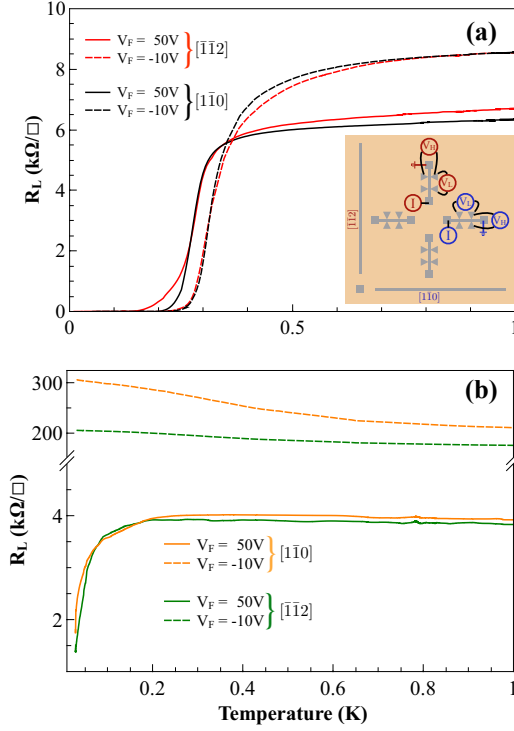 (a)
V_F = 50V
V_F = -10V
[1̄1̄2]
V_F = 50V
V_F = -10V
[11̄0]
R_L (kΩ/□)
10
8
6
4
2
0
V_H
V_L
I
V_L
I
V_H
[1̄1̄2]
[11̄0]
0
0.5
1
(b)
300
200
4
2
R_L (kΩ/□)
V_F = 50V
V_F = -10V
[11̄0]
V_F = 50V
V_F = -10V
[1̄1̄2]
0.2
0.4
0.6
0.8
1
Temperature (K)